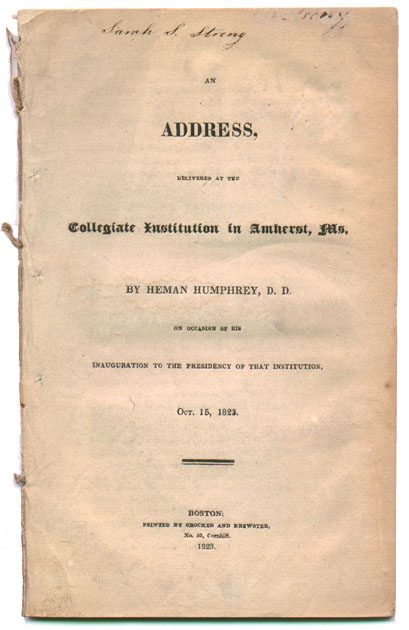 Sarah S. Strong
AN
ADDRESS,
DELIVERED AT THE
Collegiate Institution in Amherst, Ms.
BY HEMAN HUMPHREY, D. D.
ON OCCASION OF HIS
INAUGURATION TO THE PRESIDENCY OF THAT INSTITUTION,
OCT. 15, 1823.
BOSTON:
PRINTED BY CROCKER AND BREWSTER,
No. 50, Cornhill.
1823.